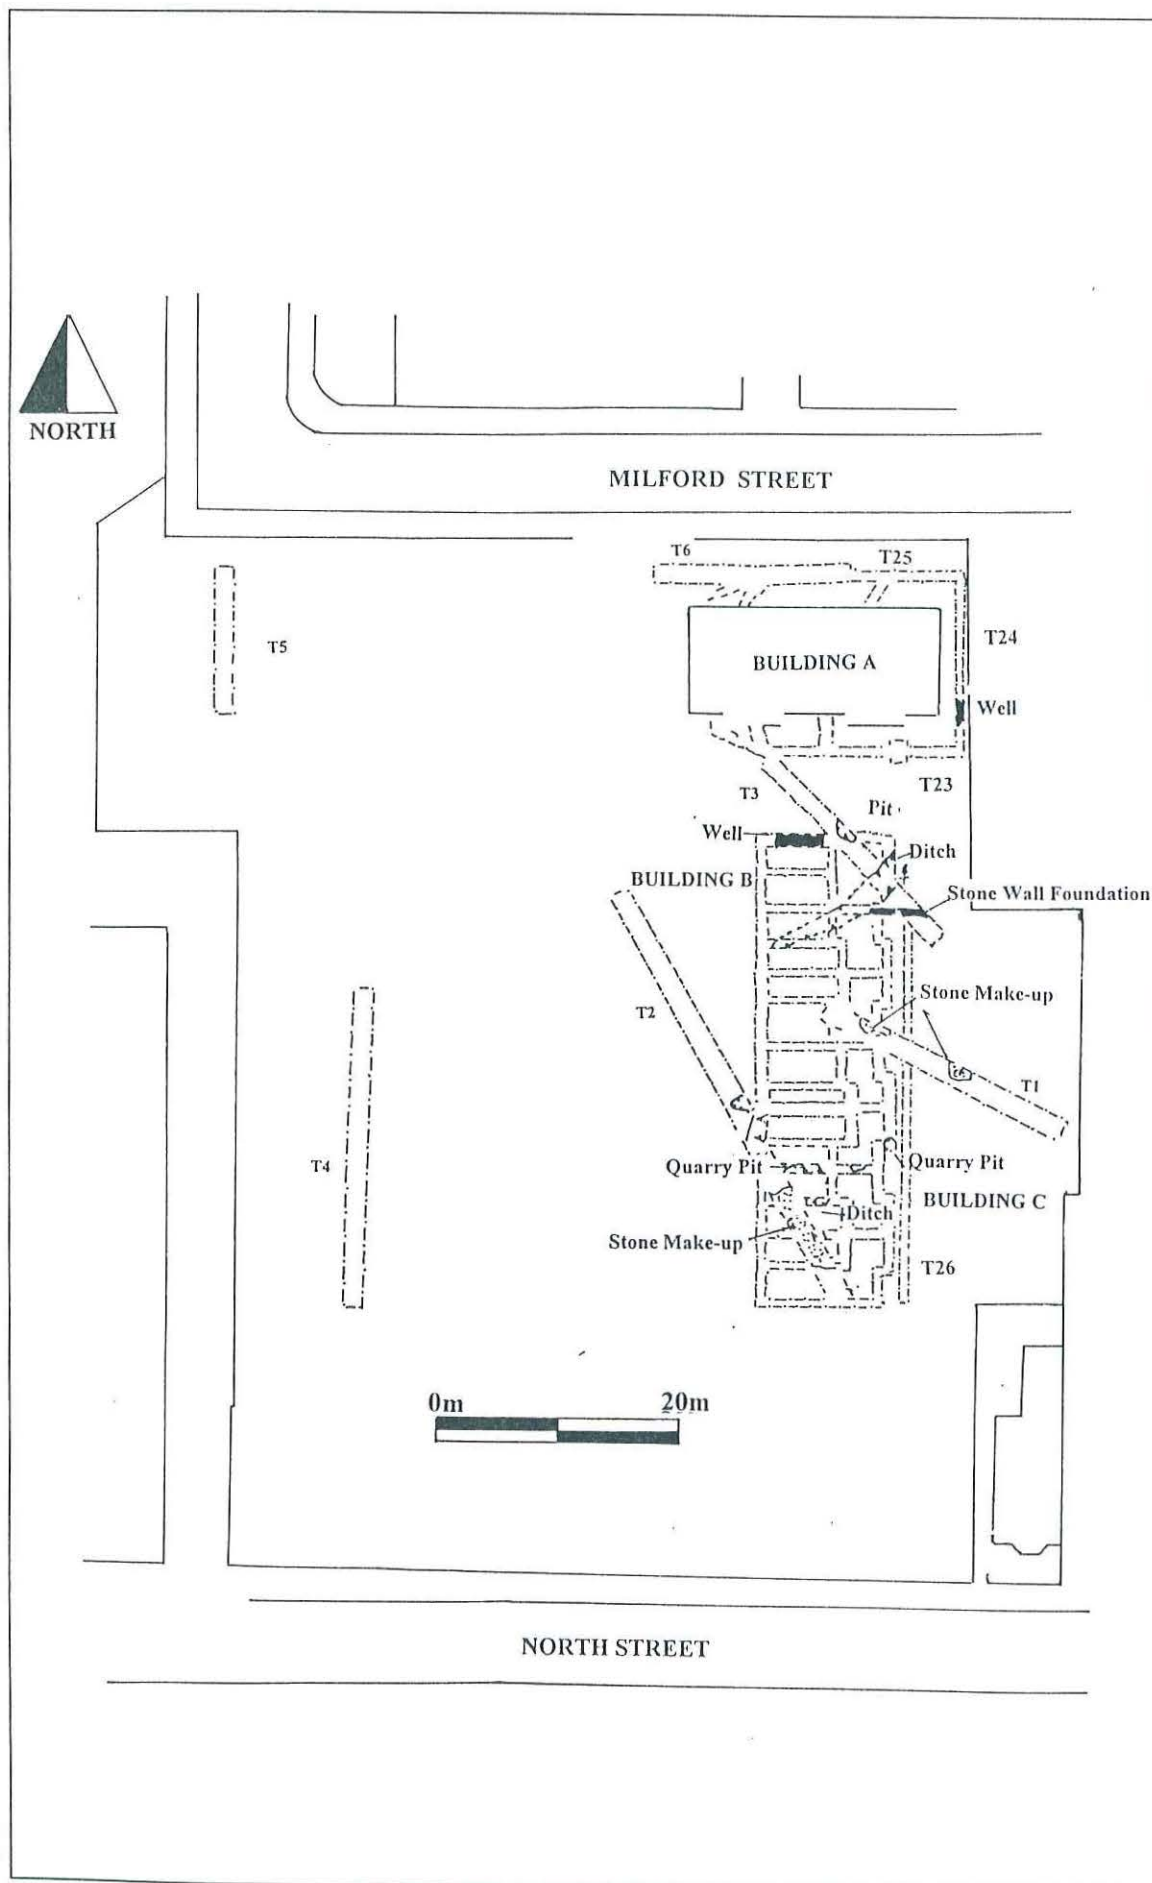 NORTH
MILFORD STREET
T6
T25
T5
BUILDING A
T24
Well
T23
T3
Pit
Well
Ditch
BUILDING B
Stone Wall Foundation
Stone Make-up
T2
T1
T4
Quarry Pit
Quarry Pit
BUILDING C
Ditch
Stone Make-up
T26
0m
20m
NORTH STREET